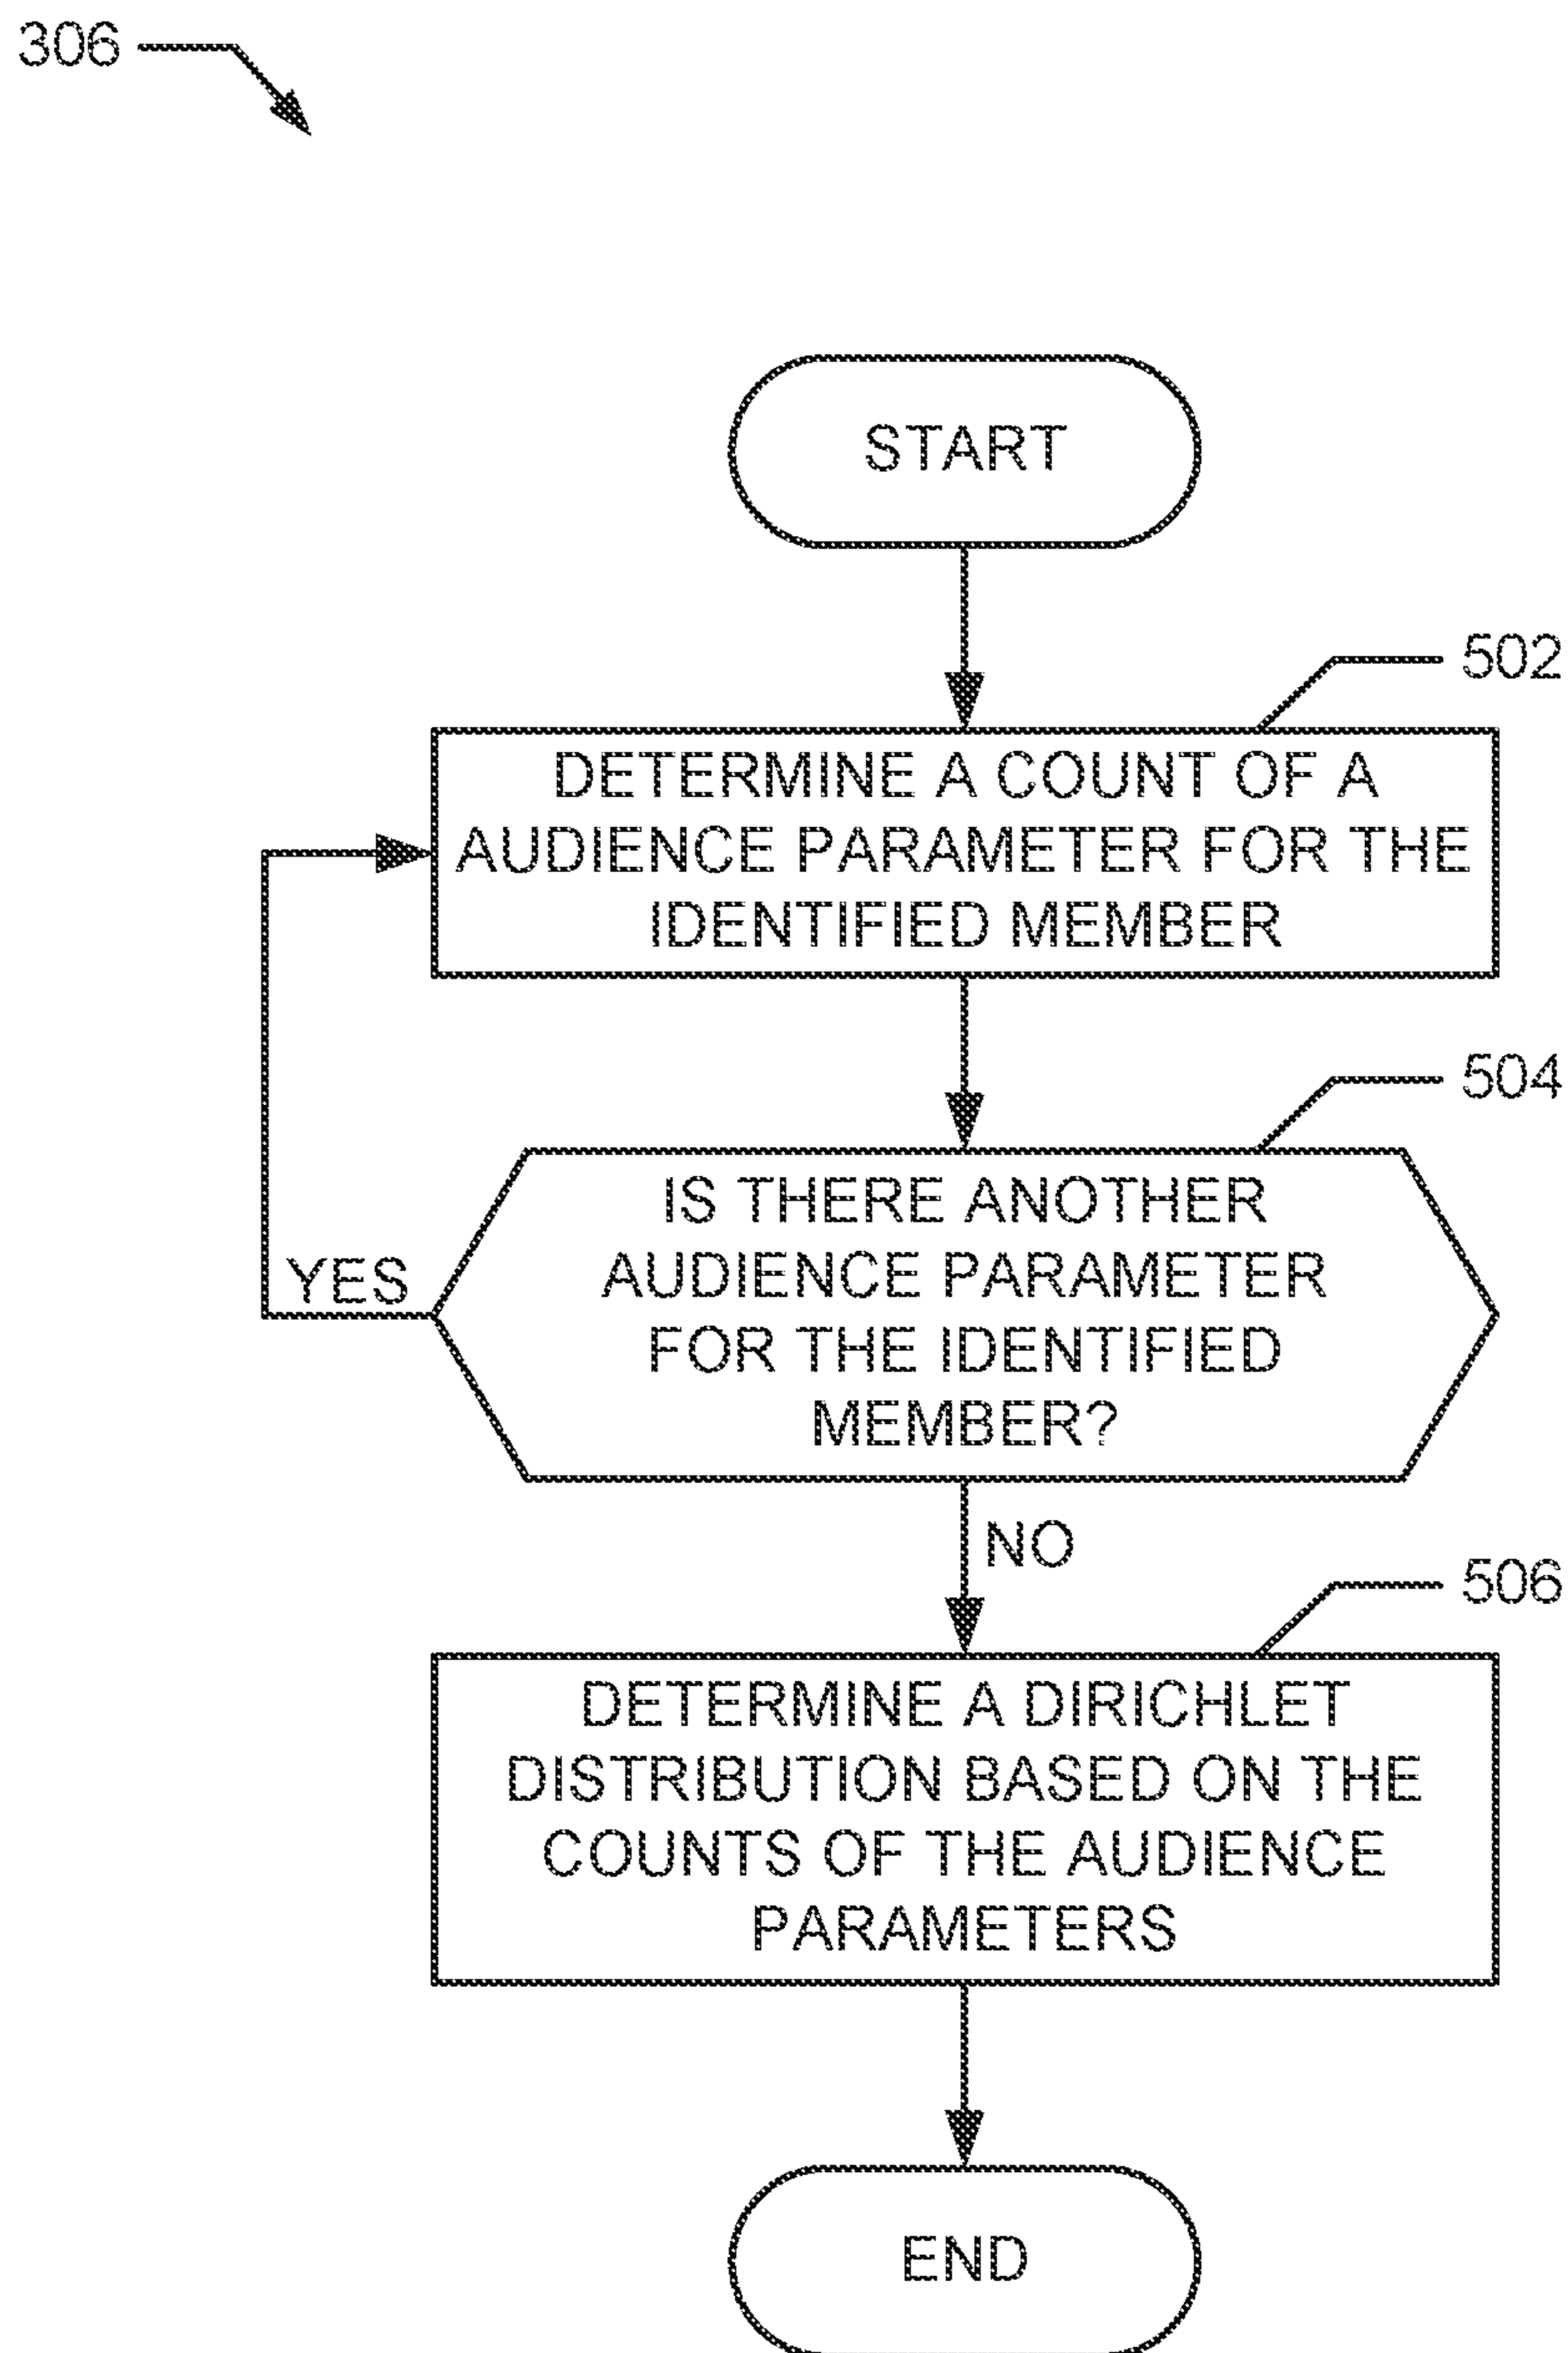 306
START
502
DETERMINE A COUNT OF A
AUDIENCE PARAMETER FOR THE
IDENTIFIED MEMBER
504
IS THERE ANOTHER
AUDIENCE PARAMETER
FOR THE IDENTIFIED
MEMBER?
YES
NO
506
DETERMINE A DIRICHLET
DISTRIBUTION BASED ON THE
COUNTS OF THE AUDIENCE
PARAMETERS
END